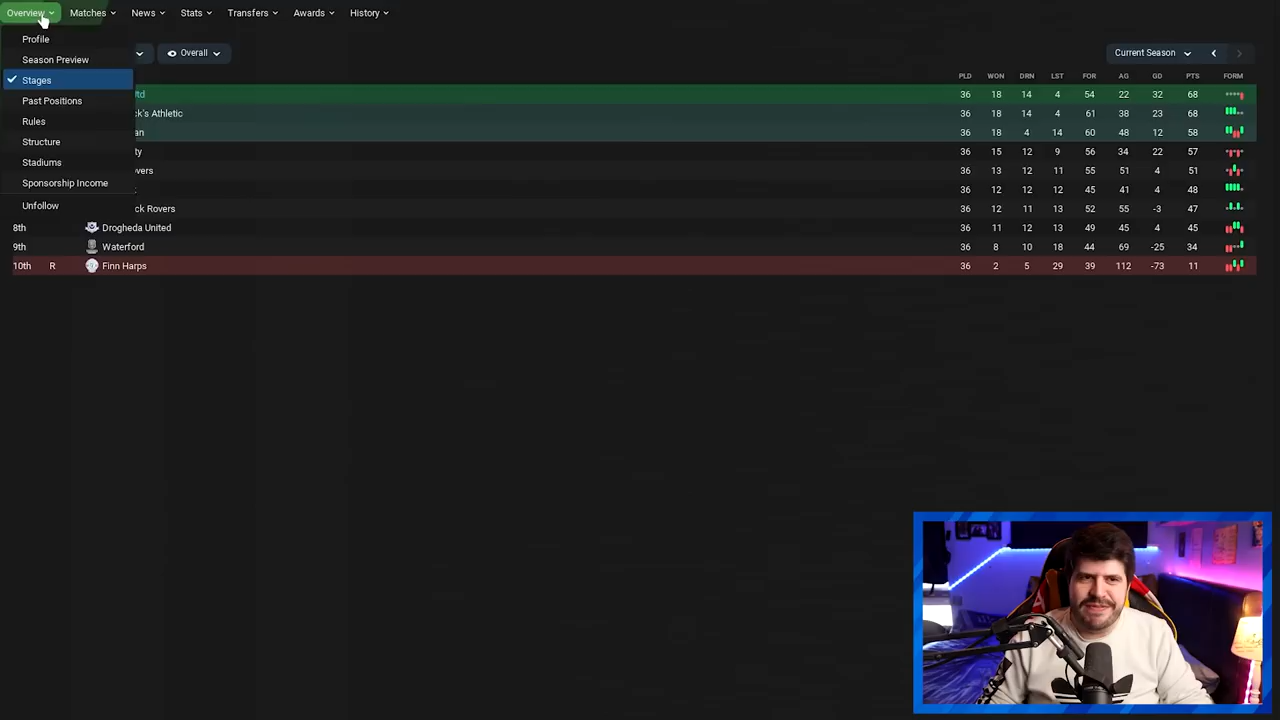 Overview Matches News Stats Transfers Awards History
Profile
Overall Current Season
Season Preview
PLD WON DRN LST FOR AG GD PTS FORM
Stages
td 36 18 14 4 54 22 32 68
Past Positions
ck's Athletic 36 18 14 4 61 38 23 68
Rules
an 36 18 4 14 60 48 12 58
Structure
ty 36 15 12 9 56 34 22 57
Stadiums
overs 36 13 12 11 55 51 4 51
Sponsorship Income
36 12 12 12 45 41 4 48
Unfollow
ck Rovers 36 12 11 13 52 55 -3 47
8th Drogheda United 36 11 12 13 49 45 4 45
9th Waterford 36 8 10 18 44 69 -25 34
10th R Finn Harps 36 2 5 29 39 112 -73 11